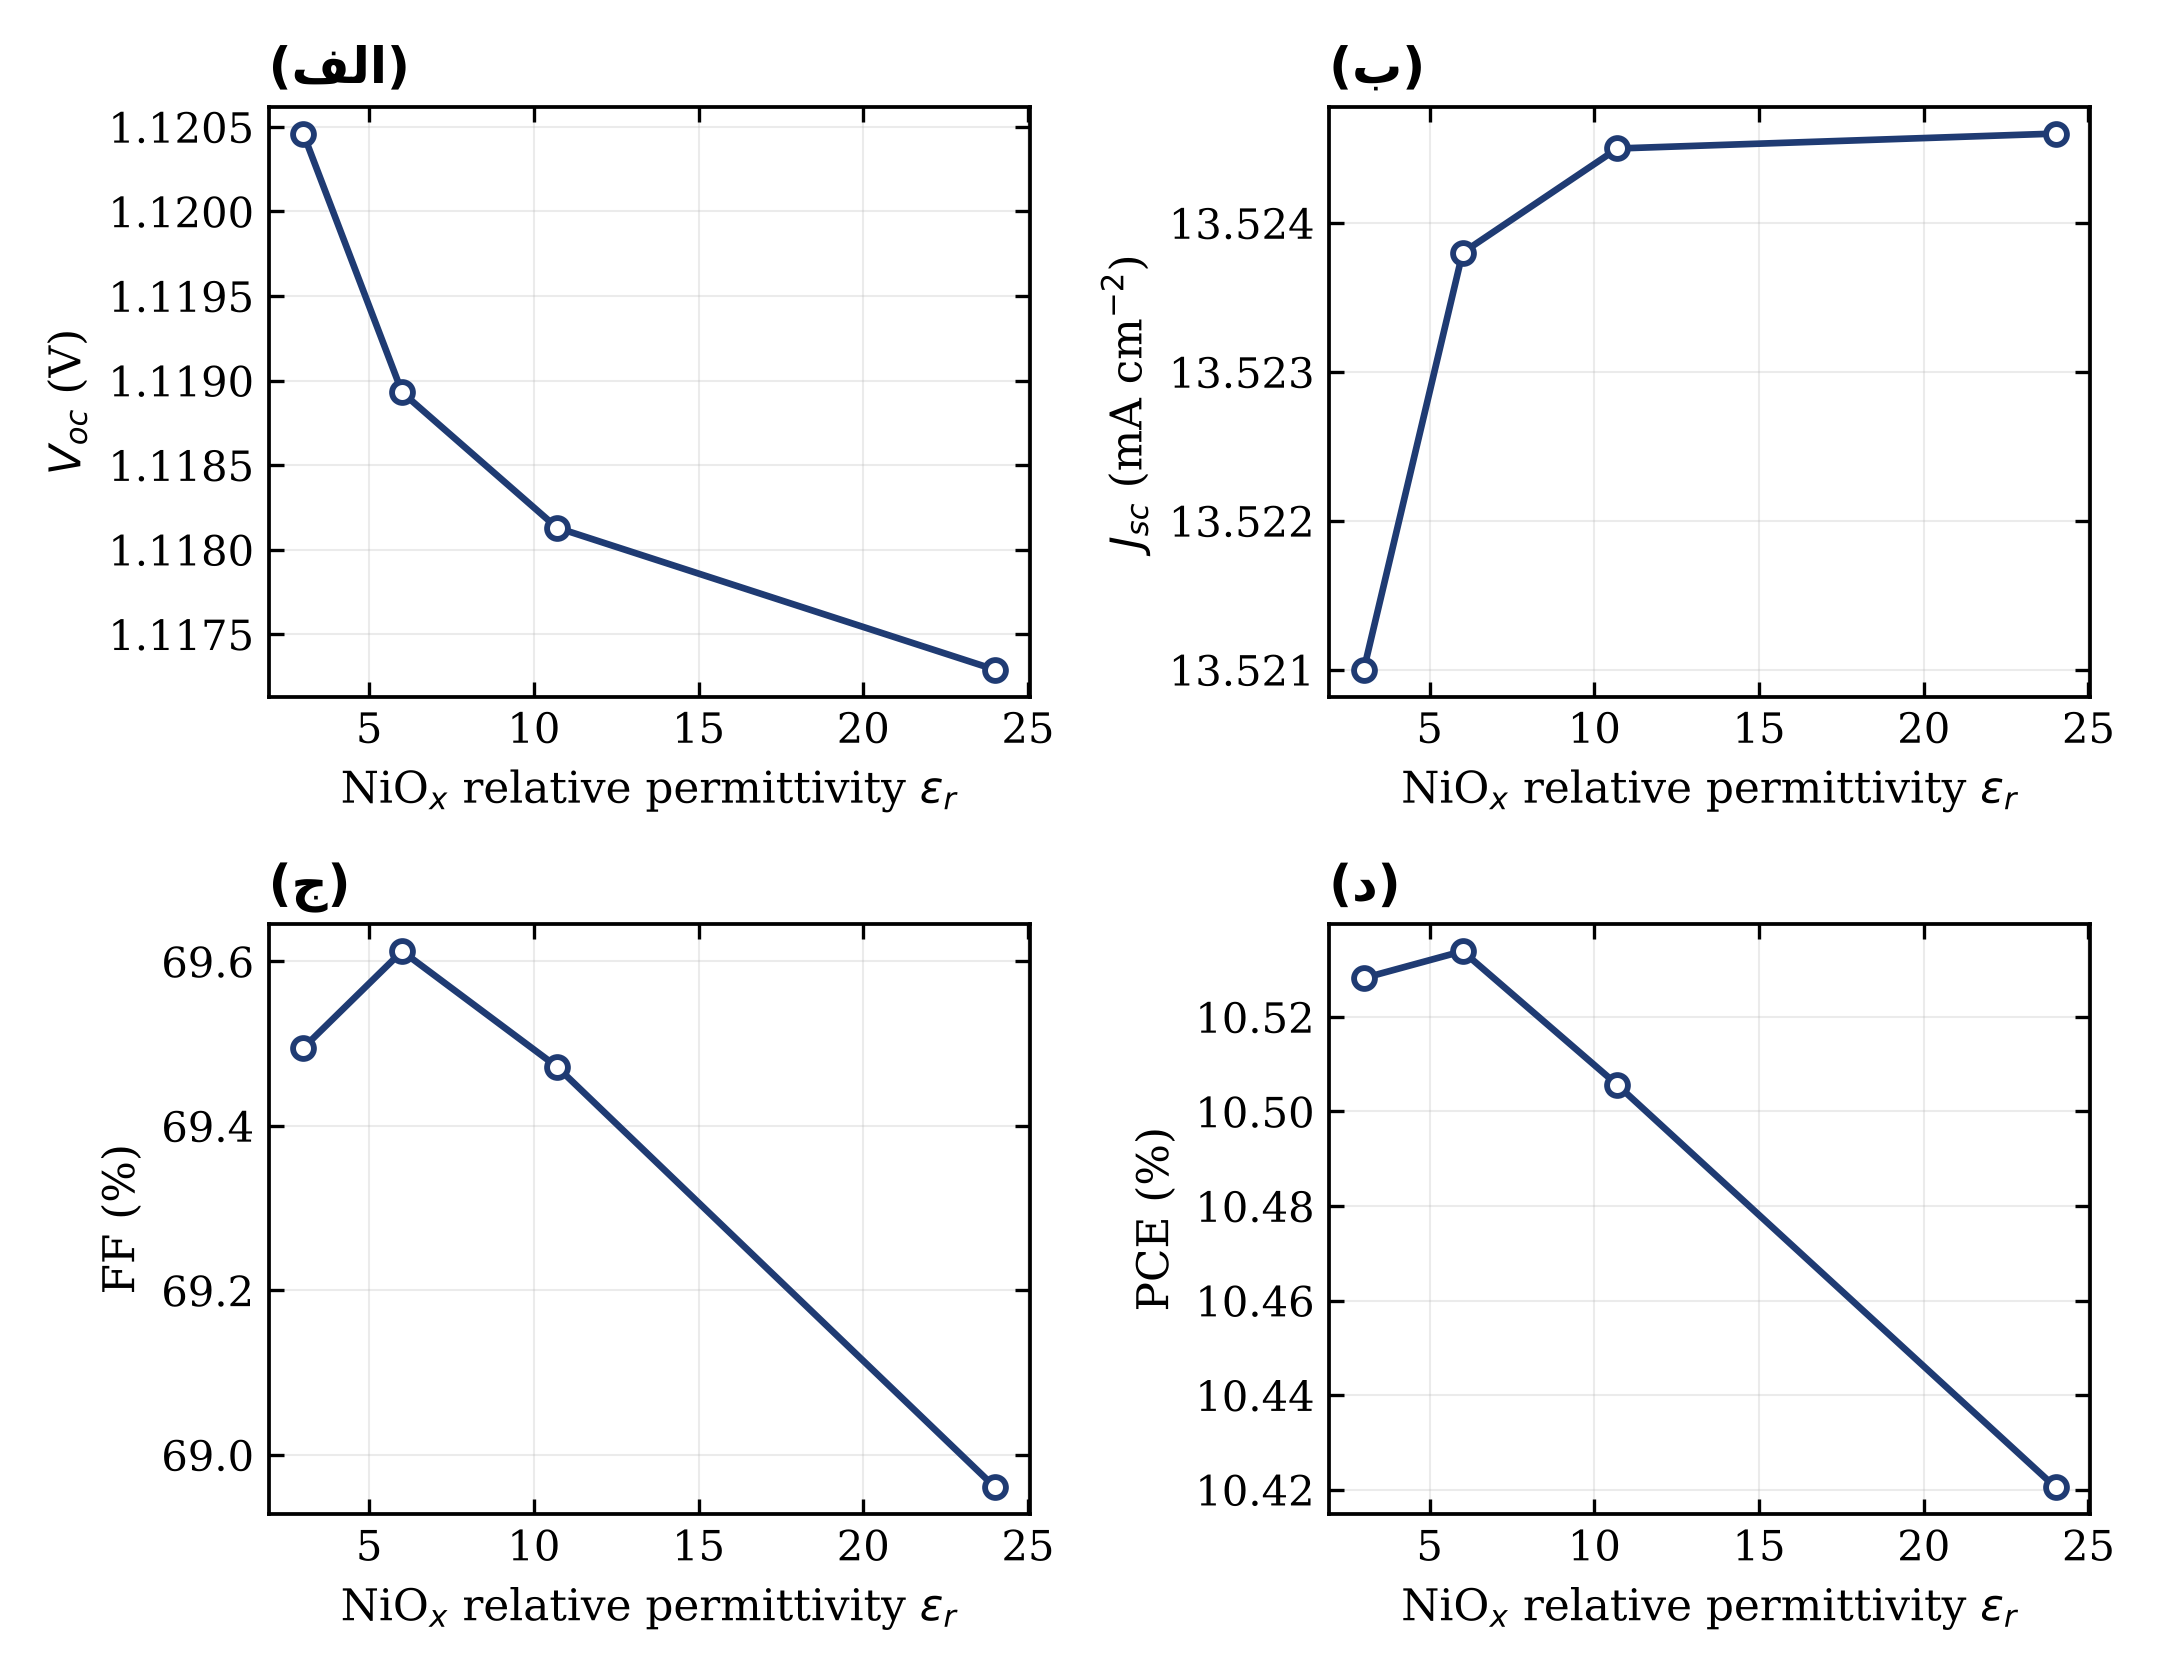 (الف)
1.1205
1.1200
1.1195
1.1190
1.1185
1.1180
1.1175
V_oc (V)
5 10 15 20 25
NiO_x relative permittivity ε_r
(ب)
13.524
13.523
13.522
13.521
J_sc (mA cm^−2)
5 10 15 20 25
NiO_x relative permittivity ε_r
(ج)
69.6
69.4
69.2
69.0
FF (%)
5 10 15 20 25
NiO_x relative permittivity ε_r
(د)
10.52
10.50
10.48
10.46
10.44
10.42
PCE (%)
5 10 15 20 25
NiO_x relative permittivity ε_r